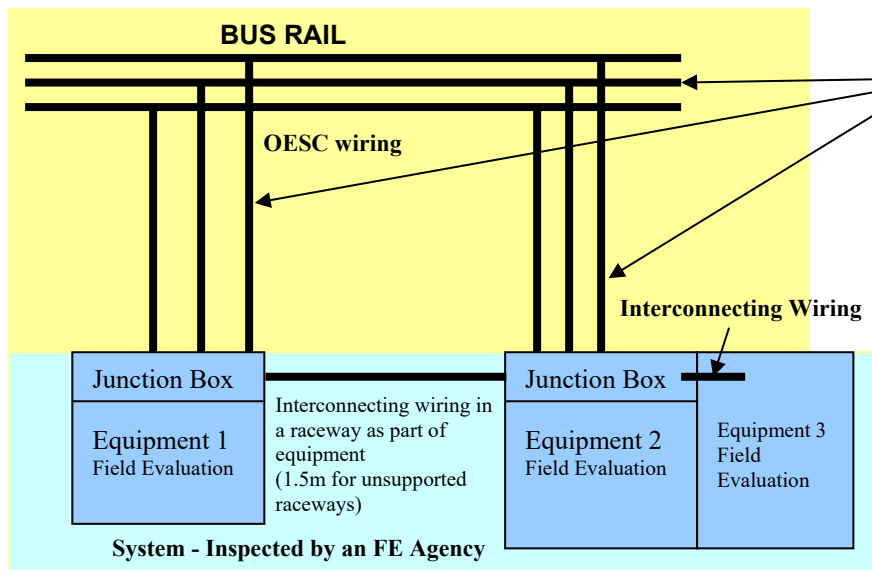 BUS RAIL
OESC wiring
Interconnecting Wiring
Junction Box
Equipment 1
Field Evaluation
Interconnecting wiring in
a raceway as part of
equipment
(1.5m for unsupported
raceways)
Junction Box
Equipment 2
Field Evaluation
Equipment 3
Field
Evaluation
System - Inspected by an FE Agency